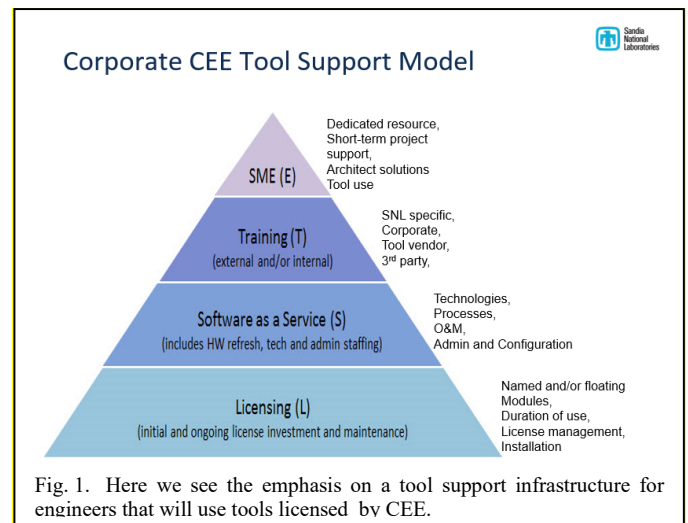 Sandia
National
Laboratories
Corporate CEE Tool Support Model
SME (E)
Dedicated resource,
Short-term project
support,
Architect solutions
Tool use
Training (T)
(external and/or internal)
SNL specific,
Corporate,
Tool vendor,
3rd party,
Software as a Service (S)
(includes HW refresh, tech and admin staffing)
Technologies,
Processes,
O&M,
Admin and Configuration
Licensing (L)
(initial and ongoing license investment and maintenance)
Named and/or floating
Modules,
Duration of use,
License management,
Installation
Fig. 1. Here we see the emphasis on a tool support infrastructure for
engineers that will use tools licensed by CEE.